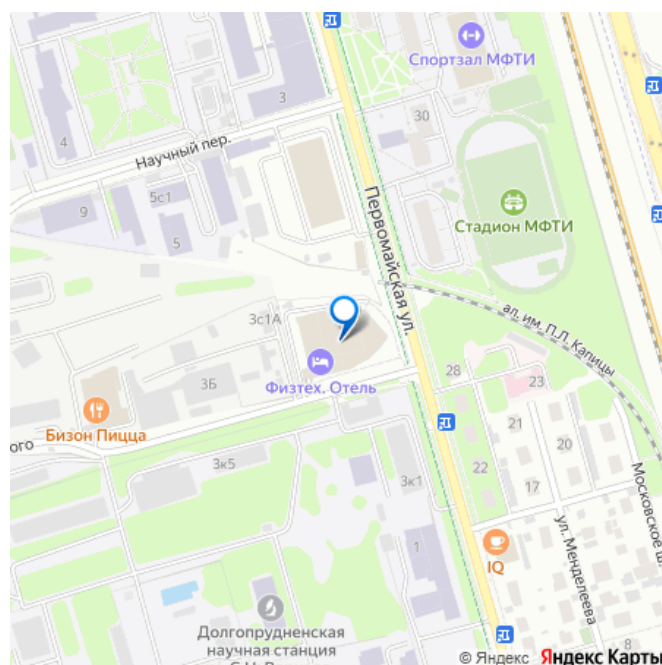 Спортзал МФТИ
3
30
4
Научный пер.
5с1
9
5
Первомайская ул.
Стадион МФТИ
ал. им. П.Л. Капицы
3с1А
Физтех. Отель
3Б
Бизон Пицца
ого
28
23
21
20
22
17
3к5
3к1
1
IQ
ул. Менделеева
Московское ш.
8
Долгопрудненская
научная станция
© Яндекс Яндекс Карты